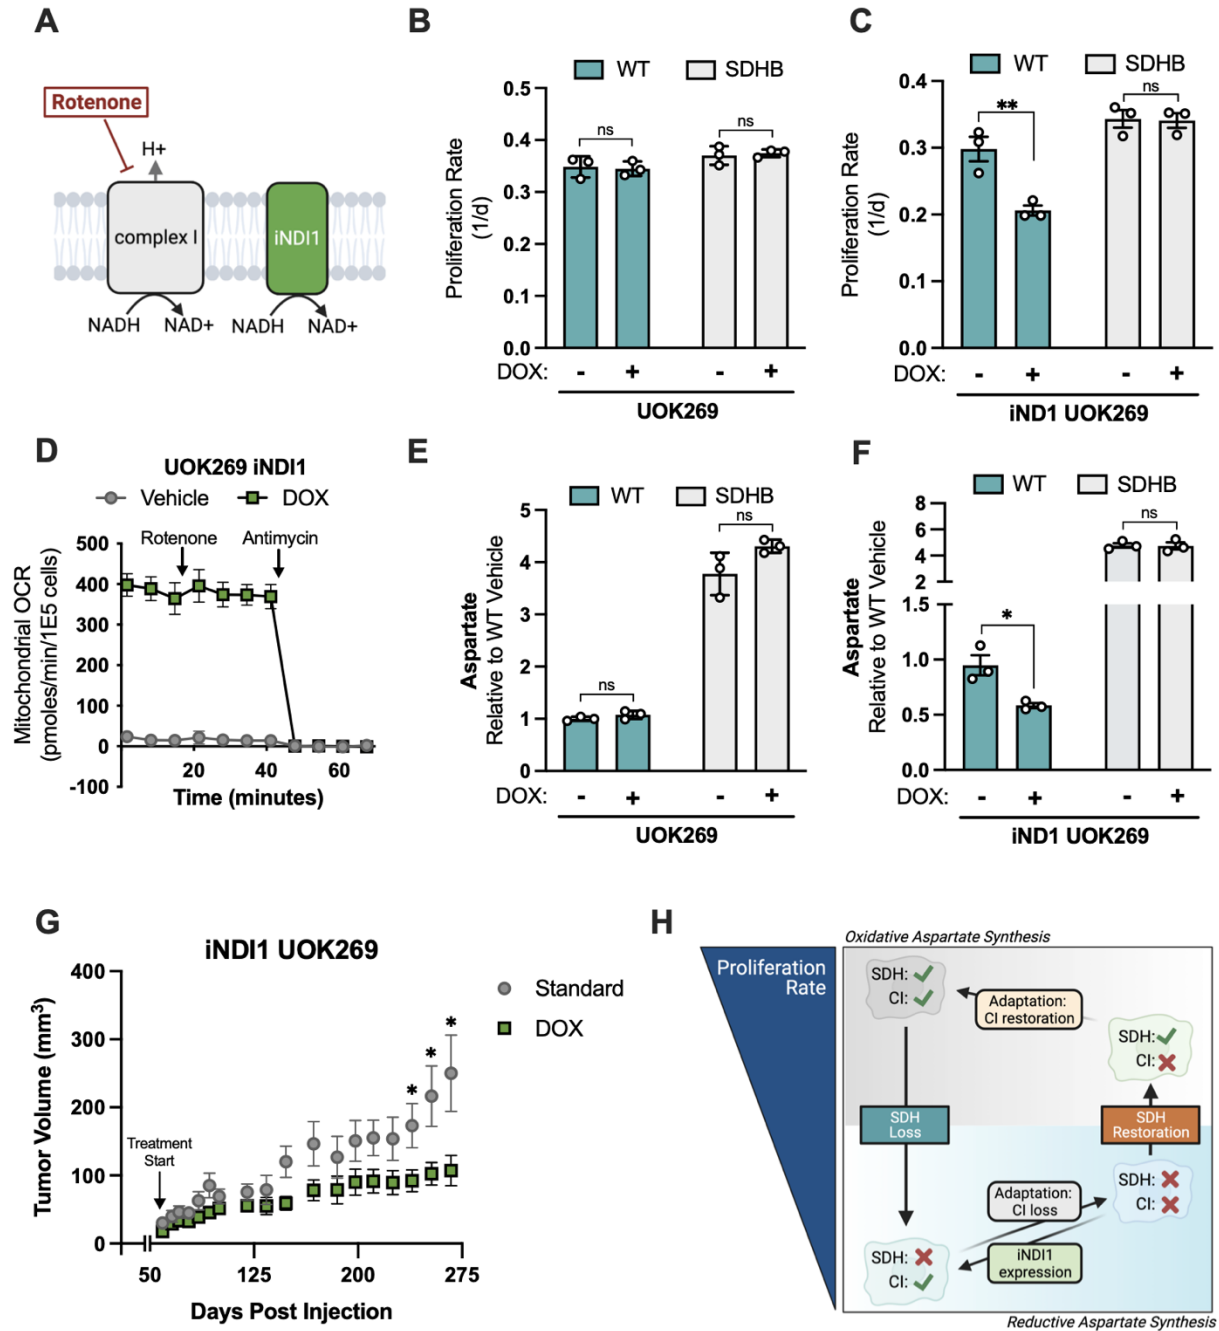 A
Rotenone
H+
complex I
iNDI1
NADH NAD+ NADH NAD+
B
WT SDHB
Proliferation Rate
(1/d)
0.5
0.4
0.3
0.2
0.1
0.0
ns
ns
DOX: - + - +
UOK269
C
WT SDHB
Proliferation Rate
(1/d)
0.4
0.3
0.2
0.1
0.0
**
ns
DOX: - + - +
iND1 UOK269
D
UOK269 iNDI1
Vehicle DOX
Rotenone Antimycin
Mitochondrial OCR
(pmoles/min/1E5 cells)
500
400
300
200
100
0
-100
20 40 60
Time (minutes)
E
WT SDHB
Aspartate
Relative to WT Vehicle
5
4
3
2
1
0
ns
ns
DOX: - + - +
UOK269
F
WT SDHB
Aspartate
Relative to WT Vehicle
8
6
4
2
1.5
1.0
0.5
0.0
*
ns
DOX: - + - +
iND1 UOK269
G
iNDI1 UOK269
Standard
DOX
Tumor Volume (mm3)
400
300
200
100
0
Treatment
Start
* * *
50 125 200 275
Days Post Injection
H
Oxidative Aspartate Synthesis
Proliferation
Rate
SDH:
CI:
Adaptation:
CI restoration
SDH:
CI:
SDH
Loss
SDH
Restoration
SDH:
CI:
Adaptation:
CI loss
iNDI1
expression
SDH:
CI:
Reductive Aspartate Synthesis